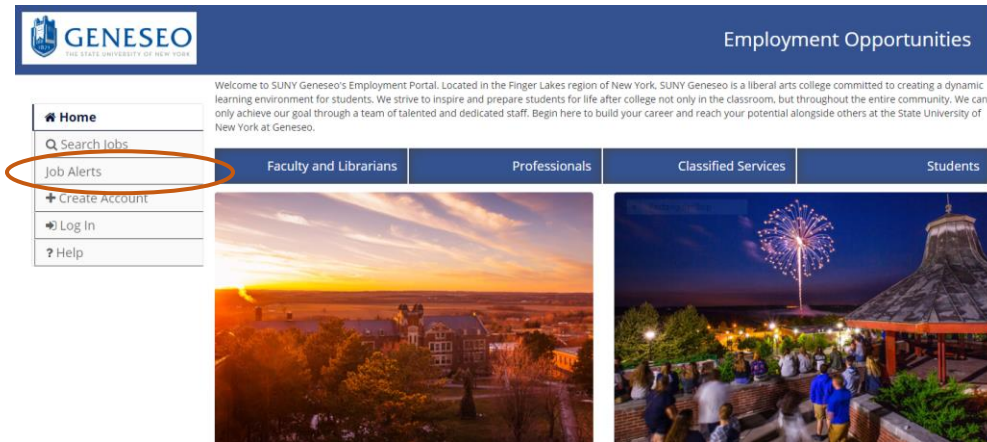 GENESEO
THE STATE UNIVERSITY OF NEW YORK
Employment Opportunities
Welcome to SUNY Geneseo's Employment Portal. Located in the Finger Lakes region of New York, SUNY Geneseo is a liberal arts college committed to creating a dynamic
learning environment for students. We strive to inspire and prepare students for life after college not only in the classroom, but throughout the entire community. We can
only achieve our goal through a team of talented and dedicated staff. Begin here to build your career and reach your potential alongside others at the State University of
New York at Geneseo.
Home
Search Jobs
Job Alerts
Create Account
Log In
? Help
Faculty and Librarians
Professionals
Classified Services
Students